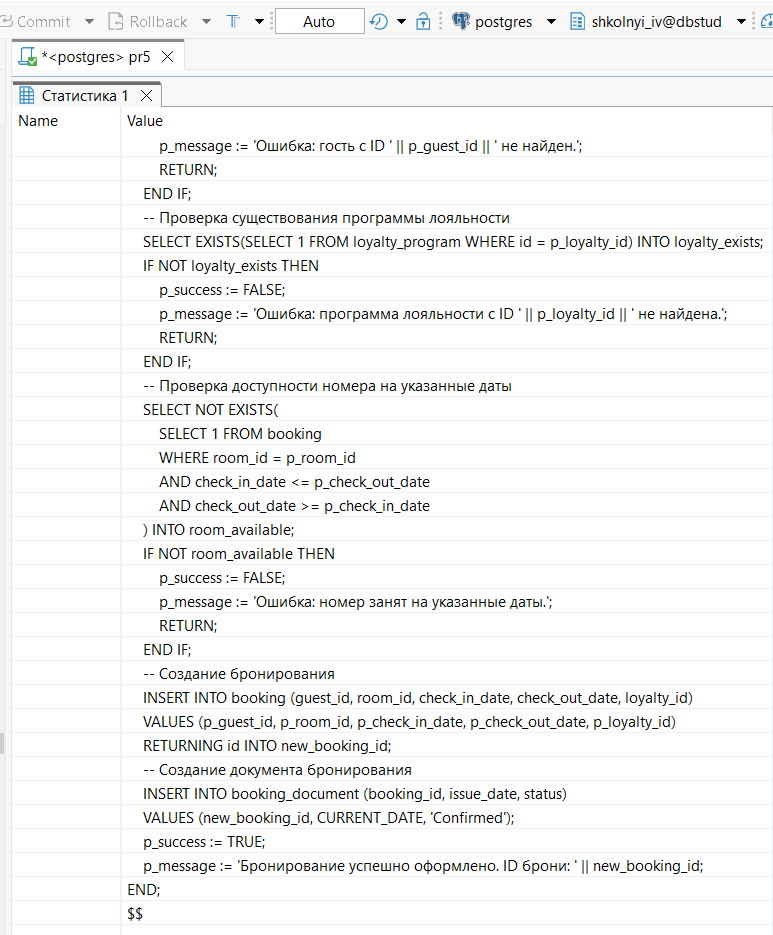 Commit
Rollback
Auto
postgres
shkolnyi_iv@dbstud
*<postgres> pr5
Статистика 1
Name Value
p_message := 'Ошибка: гость с ID ' || p_guest_id || ' не найден.';
RETURN;
END IF;
-- Проверка существования программы лояльности
SELECT EXISTS(SELECT 1 FROM loyalty_program WHERE id = p_loyalty_id) INTO loyalty_exists;
IF NOT loyalty_exists THEN
p_success := FALSE;
p_message := 'Ошибка: программа лояльности с ID ' || p_loyalty_id || ' не найдена.';
RETURN;
END IF;
-- Проверка доступности номера на указанные даты
SELECT NOT EXISTS(
SELECT 1 FROM booking
WHERE room_id = p_room_id
AND check_in_date <= p_check_out_date
AND check_out_date >= p_check_in_date
) INTO room_available;
IF NOT room_available THEN
p_success := FALSE;
p_message := 'Ошибка: номер занят на указанные даты.';
RETURN;
END IF;
-- Создание бронирования
INSERT INTO booking (guest_id, room_id, check_in_date, check_out_date, loyalty_id)
VALUES (p_guest_id, p_room_id, p_check_in_date, p_check_out_date, p_loyalty_id)
RETURNING id INTO new_booking_id;
-- Создание документа бронирования
INSERT INTO booking_document (booking_id, issue_date, status)
VALUES (new_booking_id, CURRENT_DATE, 'Confirmed');
p_success := TRUE;
p_message := 'Бронирование успешно оформлено. ID брони: ' || new_booking_id;
END;
$$